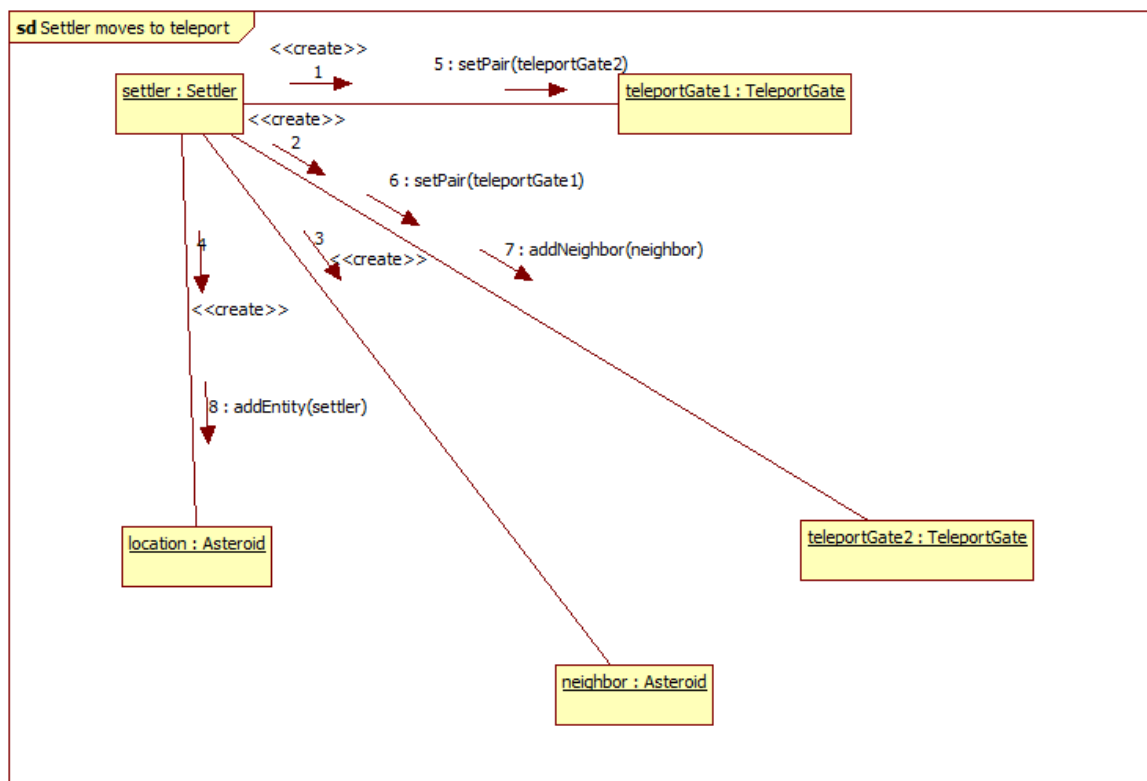 sd Settler moves to teleport
<<create>>
1
5 : setPair(teleportGate2)
settler : Settler
teleportGate1 : TeleportGate
<<create>>
2
6 : setPair(teleportGate1)
4
3
7 : addNeighbor(neighbor)
<<create>>
<<create>>
8 : addEntity(settler)
location : Asteroid
teleportGate2 : TeleportGate
neighbor : Asteroid